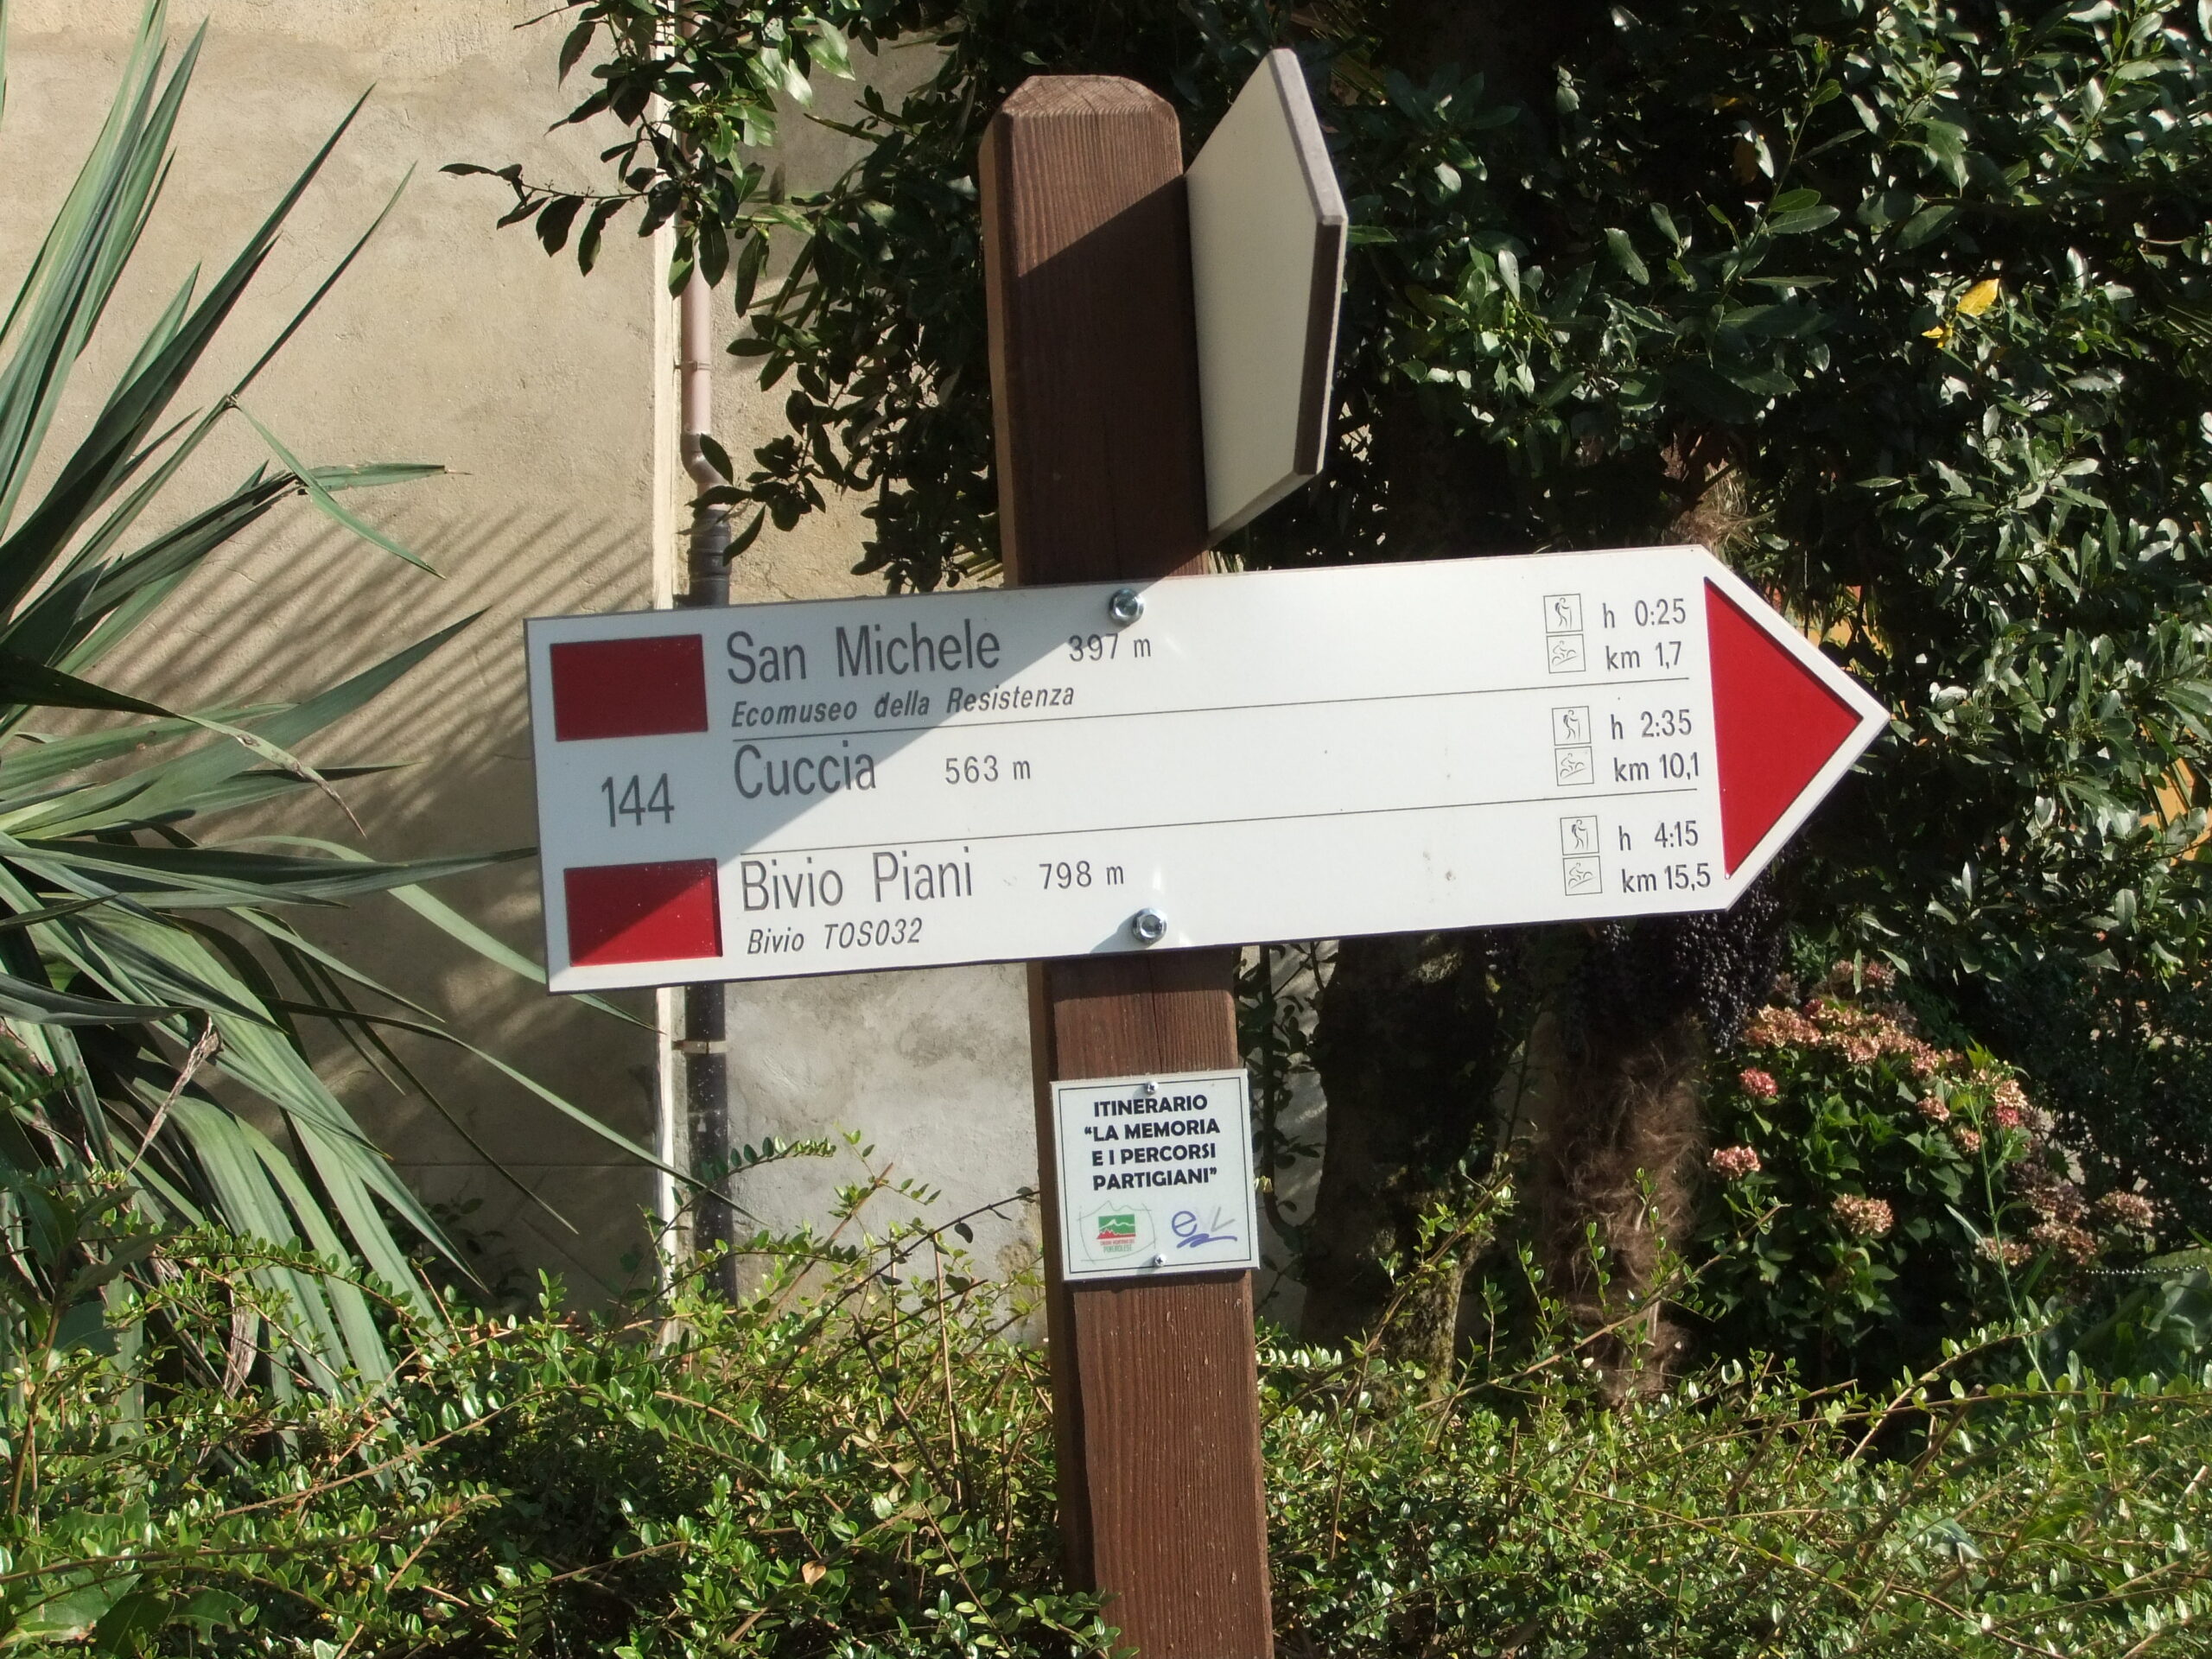 San Michele 397 m h 0:25
Ecomuseo della Resistenza km 1,7
144
Cuccia 563 m h 2:35
km 10,1
Bivio Piani 798 m h 4:15
Bivio TOS032 km 15,5
ITINERARIO
“LA MEMORIA
E I PERCORSI
PARTIGIANI”